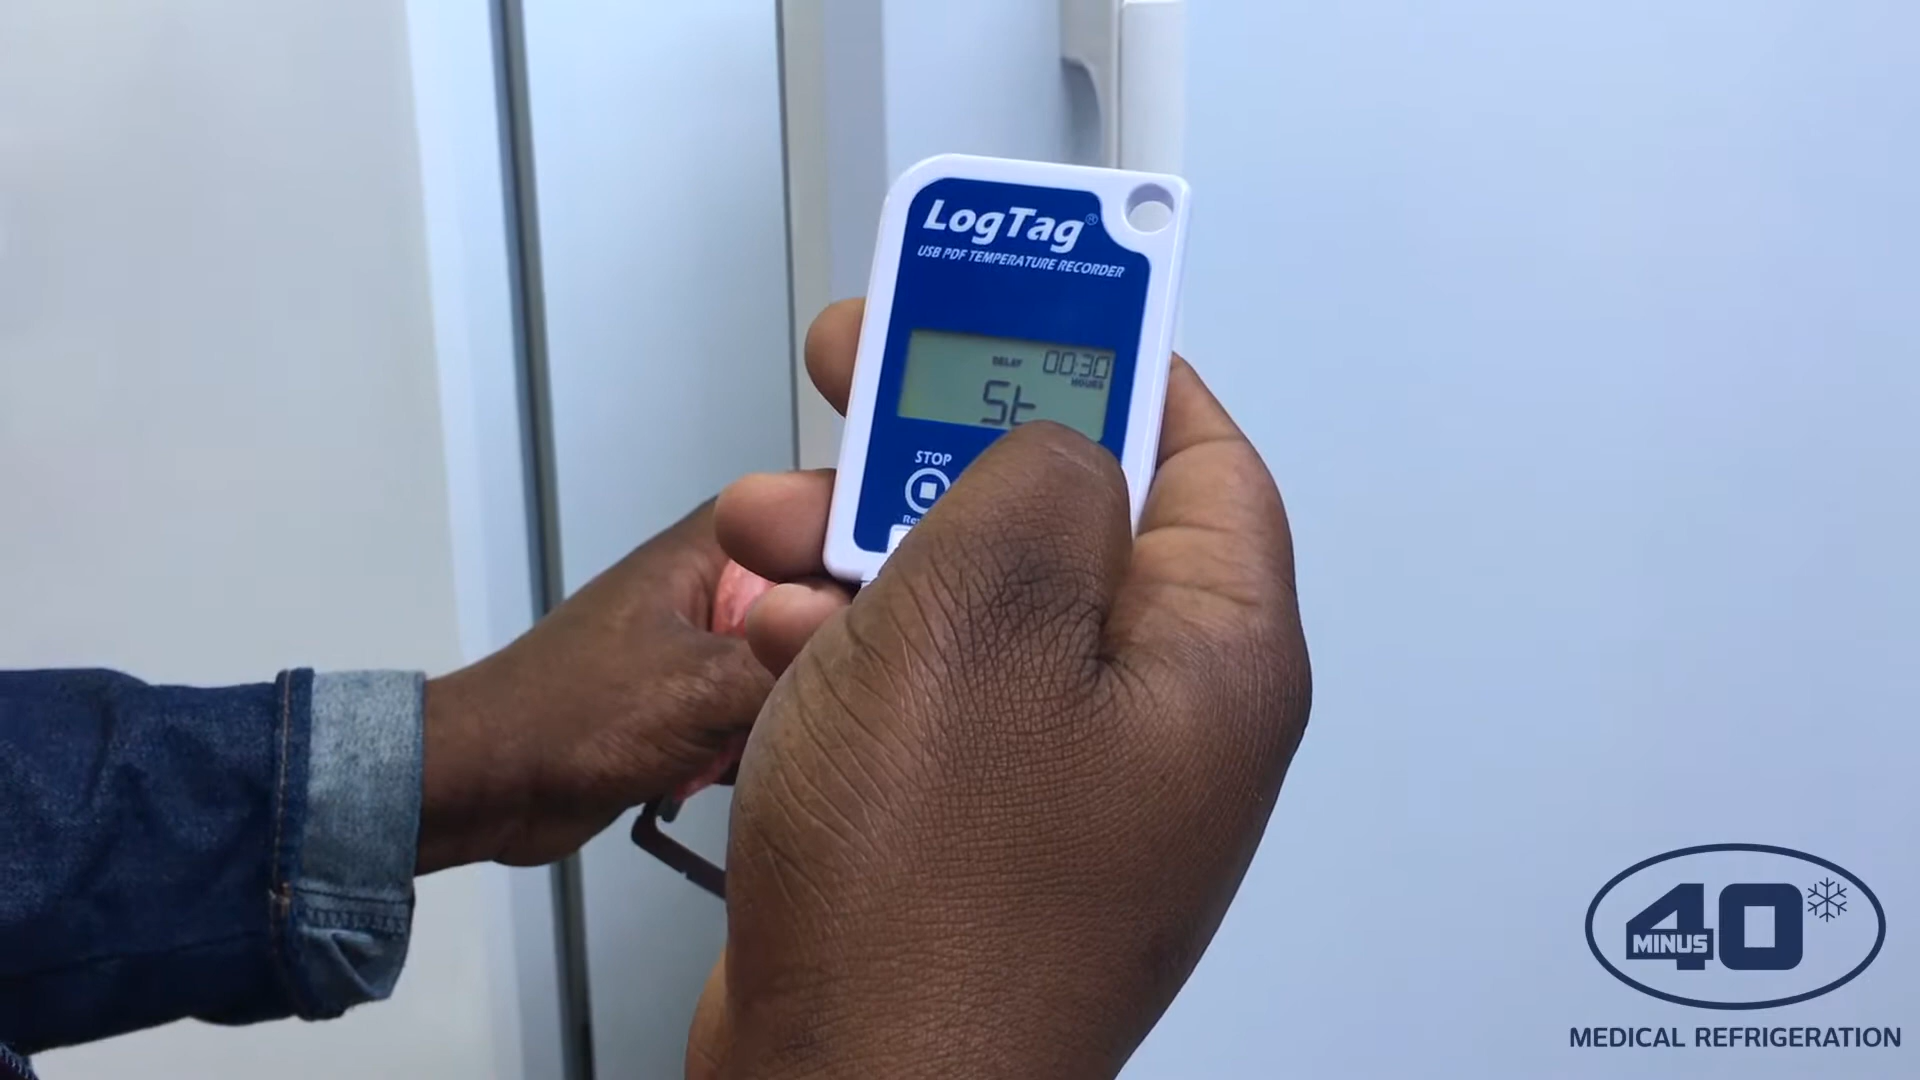 LogTag®
USB PDF TEMPERATURE RECORDER
DELAY 00:30
HOURS
St
STOP
40
MINUS
MEDICAL REFRIGERATION